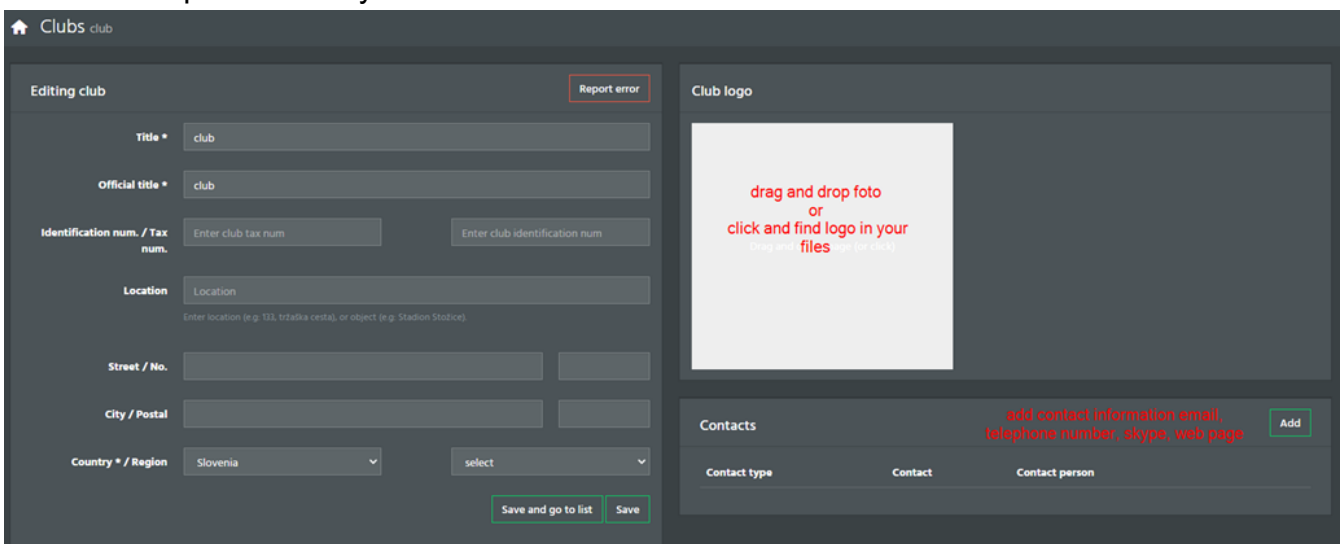 Clubs club
Editing club
Report error
Title *
club
Official title *
club
Identification num. / Tax num.
Enter club tax num
Enter club identification num
Location
Location
Enter location (e.g. 133, tržaška cesta), or object (e.g. Stadion Stožice).
Street / No.
City / Postal
Country * / Region
Slovenia
select
Save and go to list
Save
Club logo
drag and drop foto
or
click and find logo in your
files
(or click)
Contacts
add contact information email,
telephone number, skype, web page
Add
Contact type
Contact
Contact person